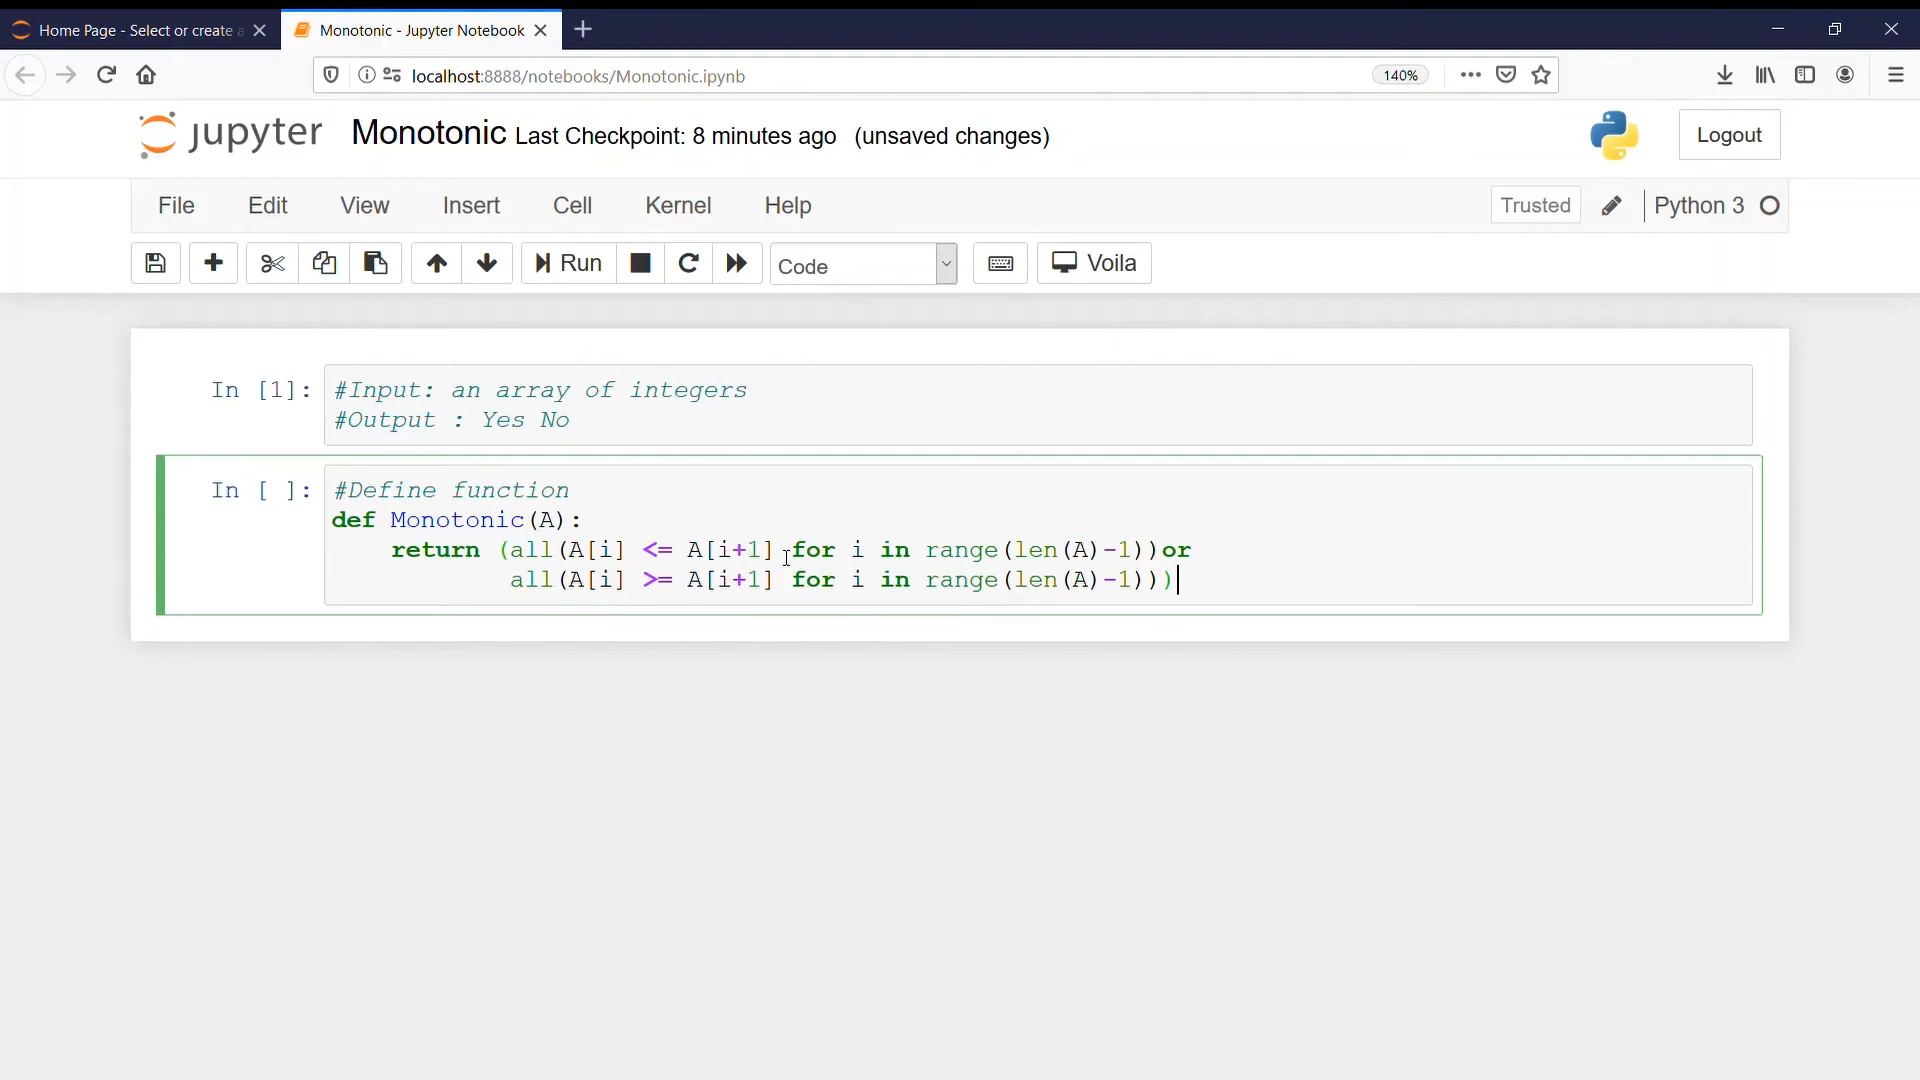 Home Page - Select or create a
Monotonic - Jupyter Notebook
localhost:8888/notebooks/Monotonic.ipynb
140%
jupyter Monotonic Last Checkpoint: 8 minutes ago (unsaved changes)
Logout
File Edit View Insert Cell Kernel Help
Trusted Python 3
Run Code Voila
In [1]: #Input: an array of integers
#Output : Yes No
In [ ]: #Define function
def Monotonic(A):
return (all(A[i] <= A[i+1] for i in range(len(A)-1))or
all(A[i] >= A[i+1] for i in range(len(A)-1)))